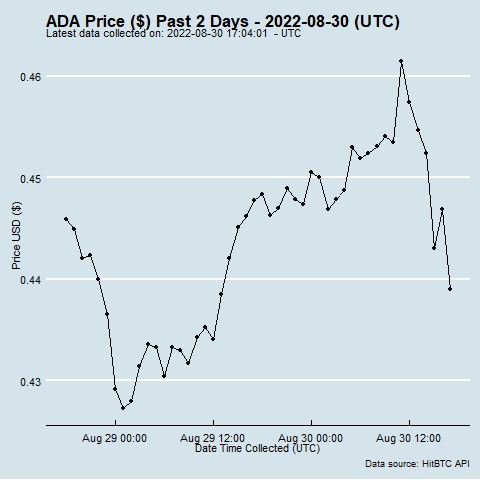 ADA Price ($) Past 2 Days - 2022-08-30 (UTC)
Latest data collected on: 2022-08-30 17:04:01  - UTC
0.46
0.45
0.44
0.43
Price USD ($)
Aug 29 00:00
Aug 29 12:00
Aug 30 00:00
Aug 30 12:00
Date Time Collected (UTC)
Data source: HitBTC API